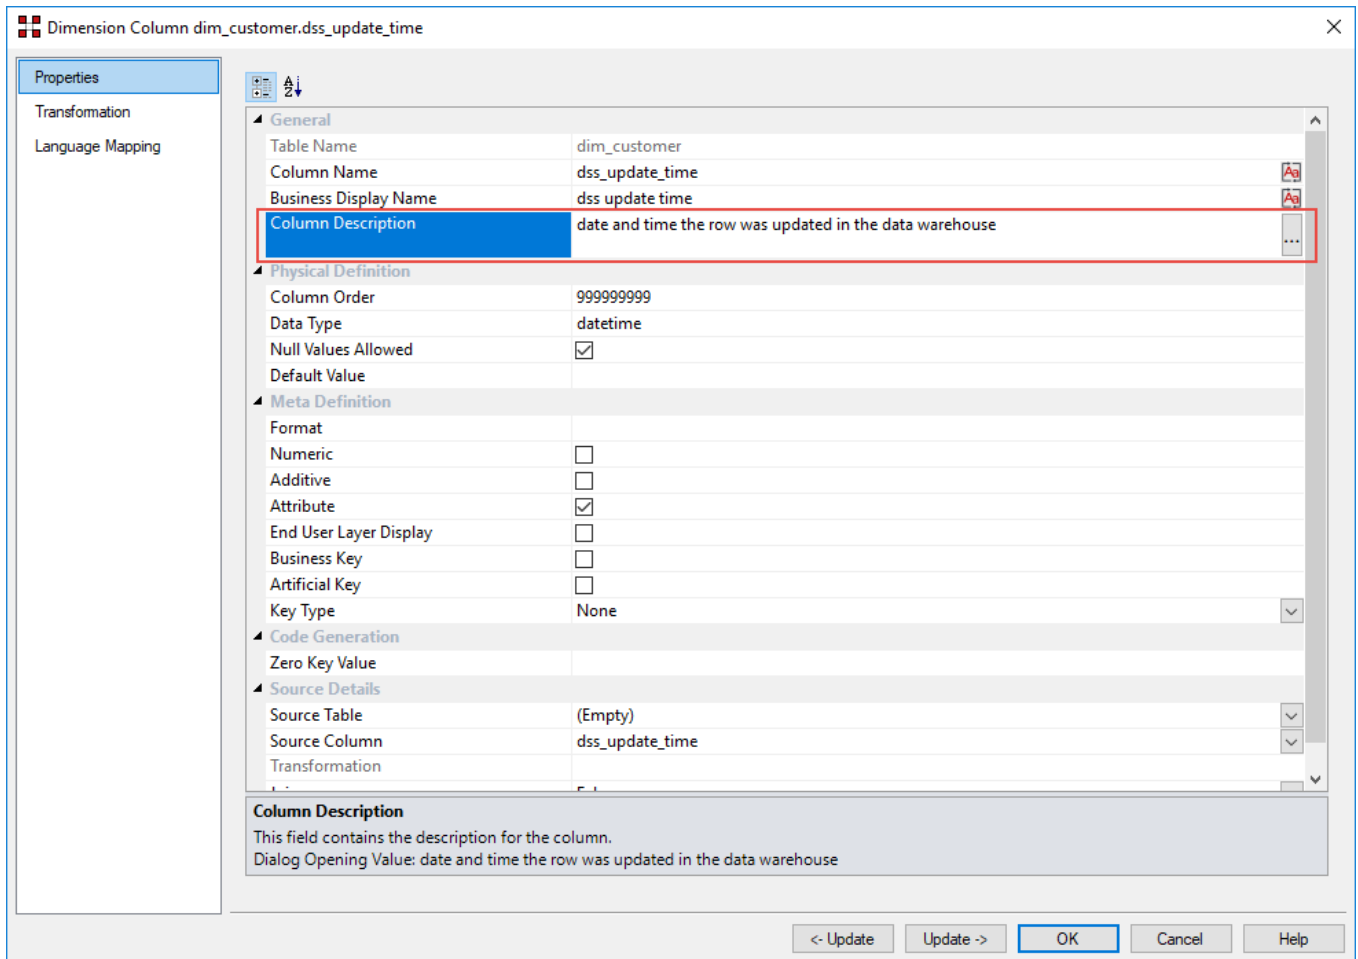 Dimension Column dim_customer.dss_update_time
Properties
Transformation
Language Mapping
General
Table Name dim_customer
Column Name dss_update_time
Business Display Name dss update time
Column Description date and time the row was updated in the data warehouse
...
Physical Definition
Column Order 999999999
Data Type datetime
Null Values Allowed
Default Value
Meta Definition
Format
Numeric
Additive
Attribute
End User Layer Display
Business Key
Artificial Key
Key Type None
Code Generation
Zero Key Value
Source Details
Source Table (Empty)
Source Column dss_update_time
Transformation
Column Description
This field contains the description for the column.
Dialog Opening Value: date and time the row was updated in the data warehouse
<- Update Update -> OK Cancel Help